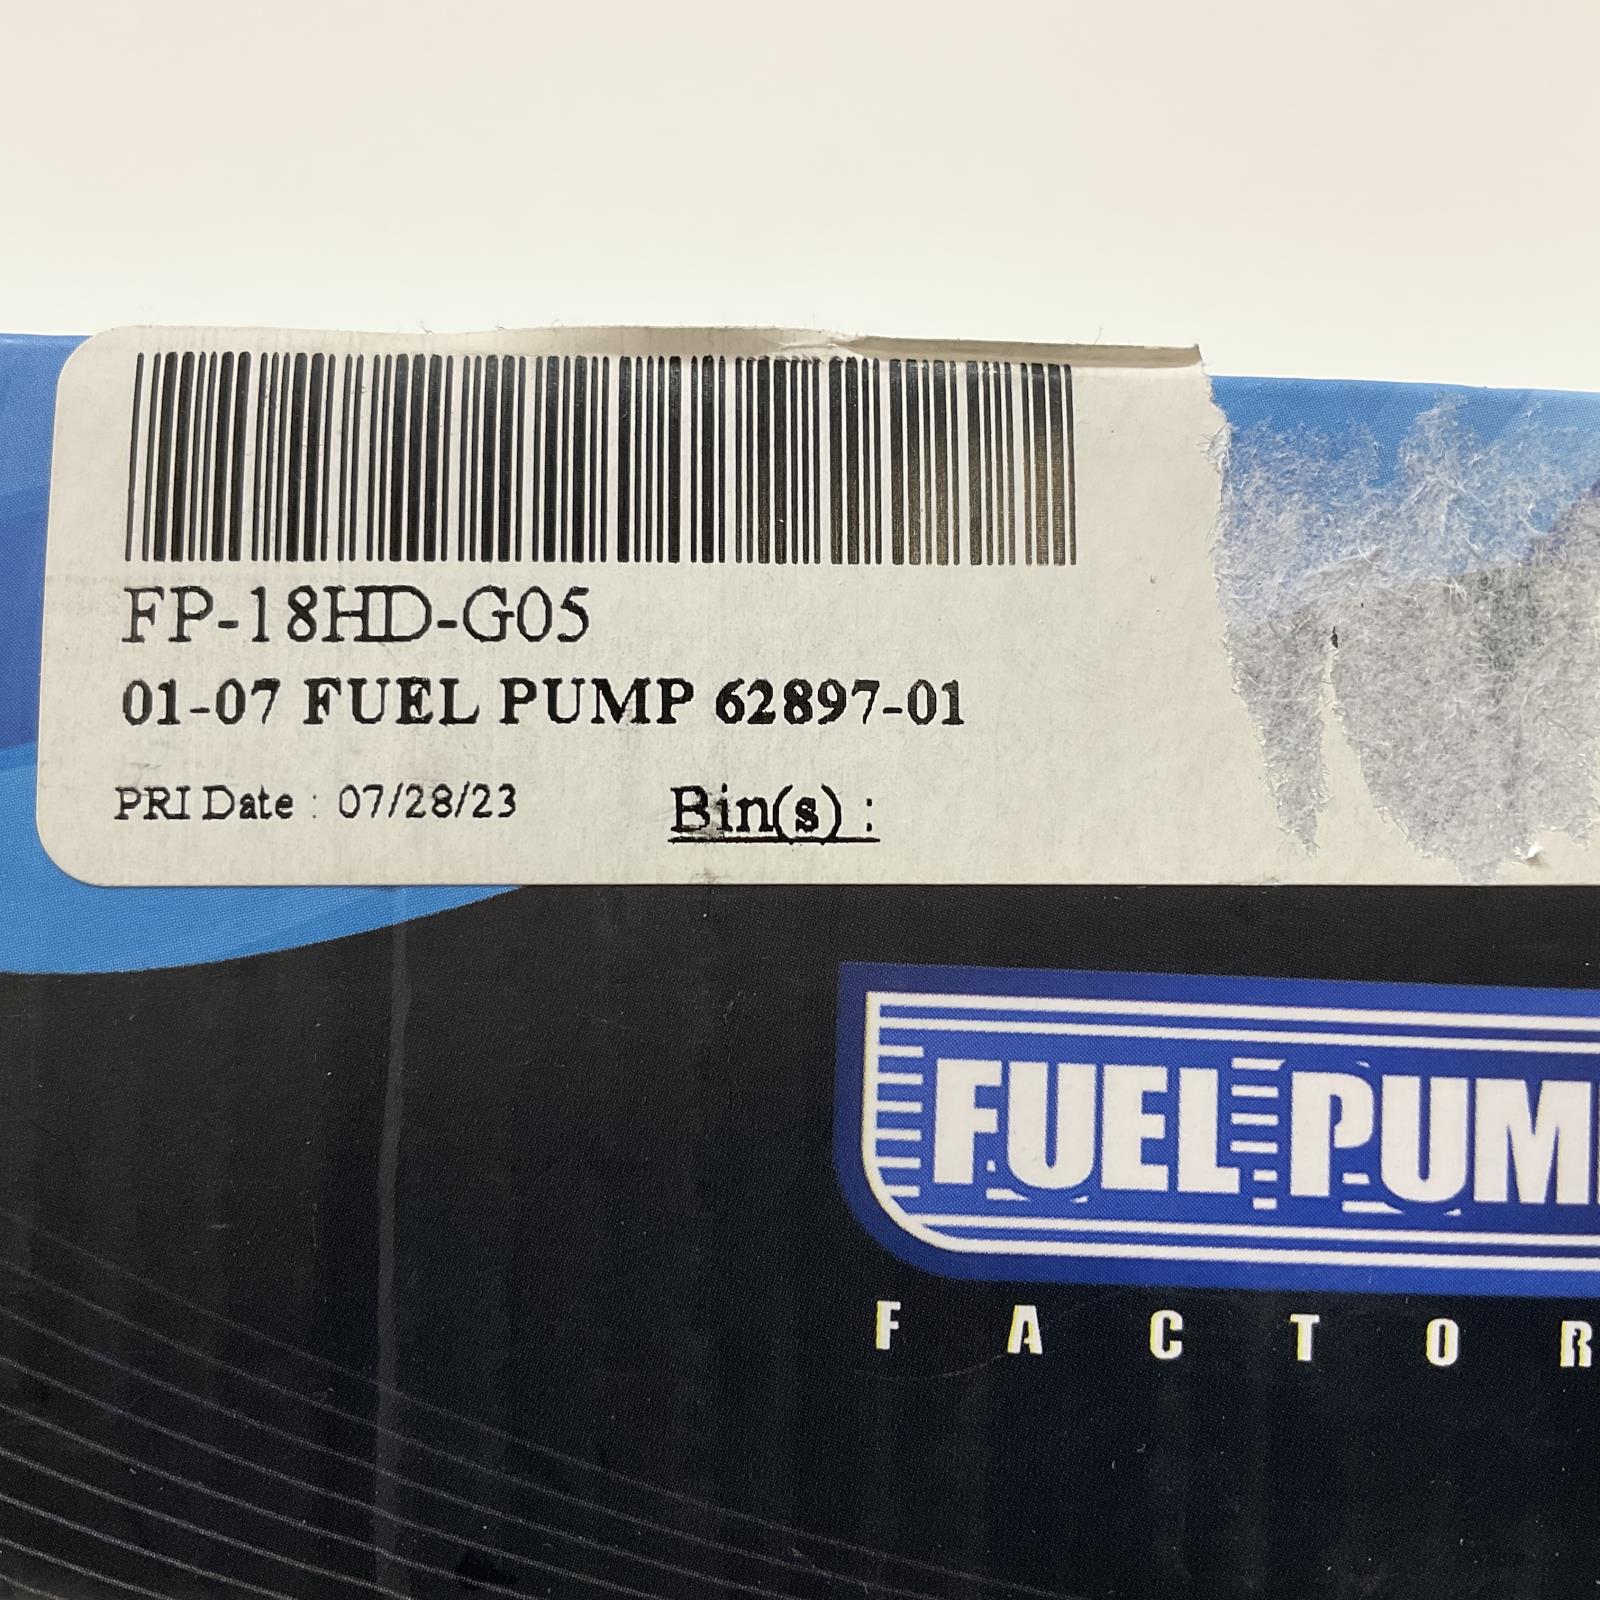 FP-18HD-G05
01-07 FUEL PUMP 62897-01
PRI Date : 07/28/23 Bin(s) :
FUEL PUM
FACTOR